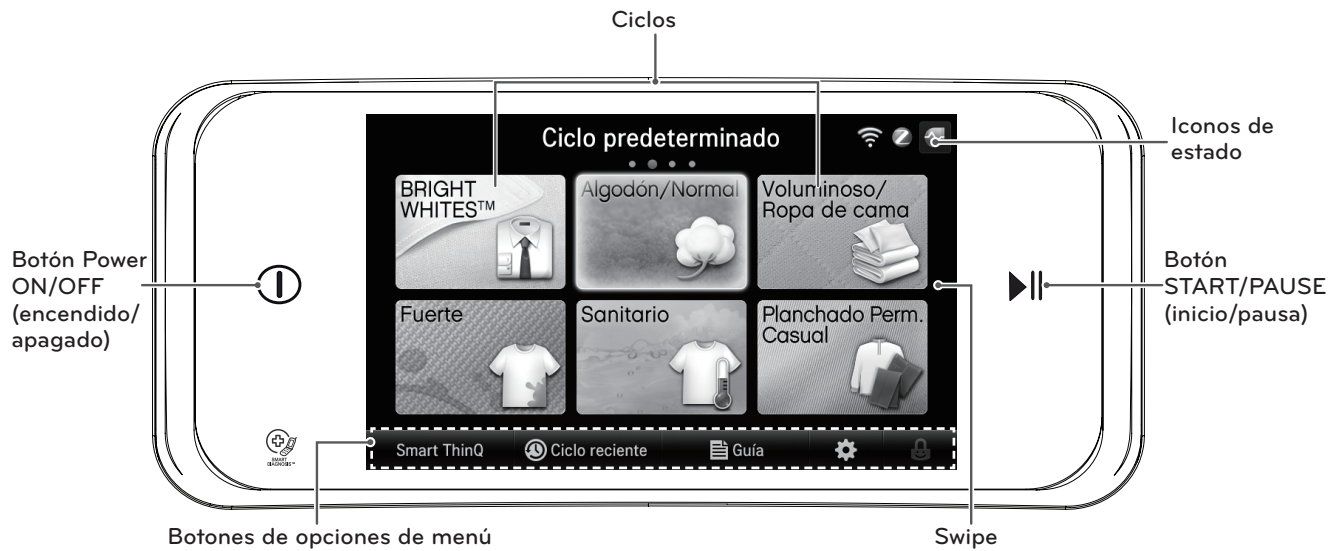 Ciclos
Ciclo predeterminado
Iconos de
estado
BRIGHT
WHITES™
Algodón/Normal
Voluminoso/
Ropa de cama
Botón Power
ON/OFF
(encendido/
apagado)
Botón
START/PAUSE
(inicio/pausa)
Fuerte
Sanitario
Planchado Perm.
Casual
SMART
DIAGNOSIS™
Smart ThinQ
Ciclo reciente
Guía
Botones de opciones de menú
Swipe